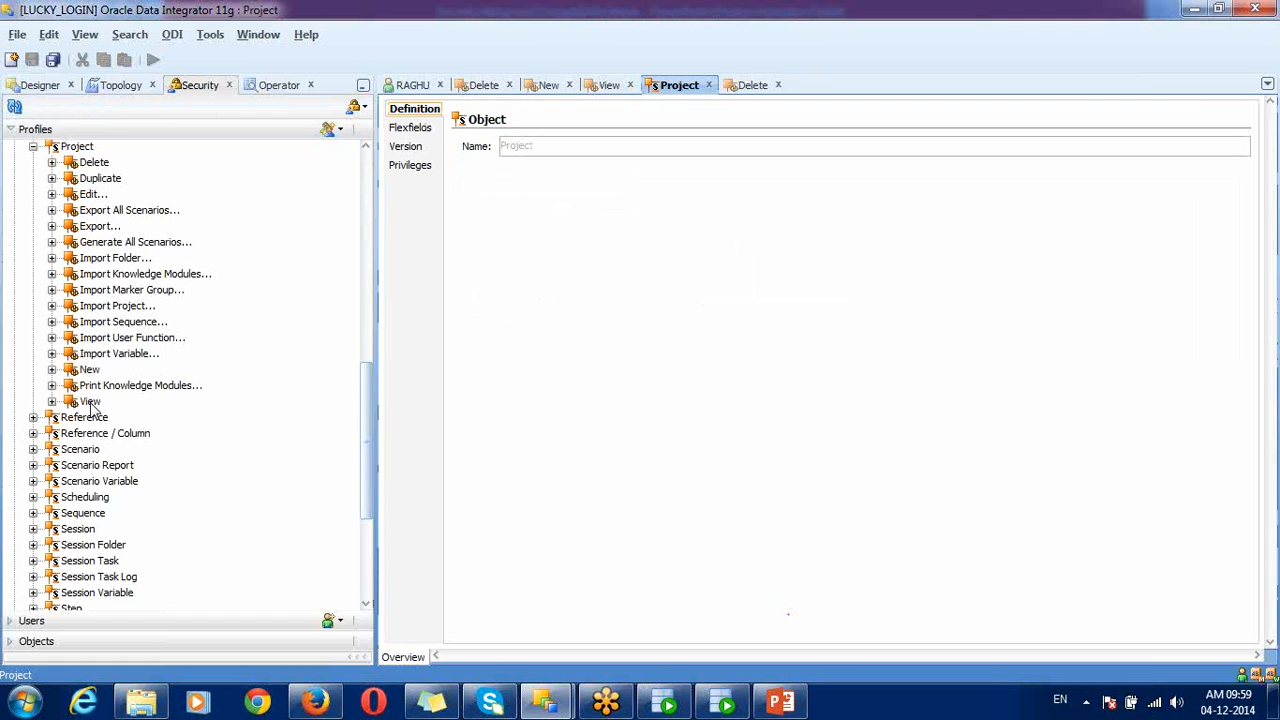 [LUCKY_LOGIN] Oracle Data Integrator 11g : Project
File Edit View Search ODI Tools Window Help
Designer Topology Security Operator
RAGHU Delete New View Project Delete
Profiles
Project
Delete
Duplicate
Edit...
Export All Scenarios...
Export...
Generate All Scenarios...
Import Folder...
Import Knowledge Modules...
Import Marker Group...
Import Project...
Import Sequence...
Import User Function...
Import Variable...
New
Print Knowledge Modules...
View
Reference
Reference / Column
Scenario
Scenario Report
Scenario Variable
Scheduling
Sequence
Session
Session Folder
Session Task
Session Task Log
Session Variable
Step
Users
Objects
Definition
Flexfields
Version
Privileges
Object
Name: Project
Overview
Project
EN
AM 09:59
04-12-2014